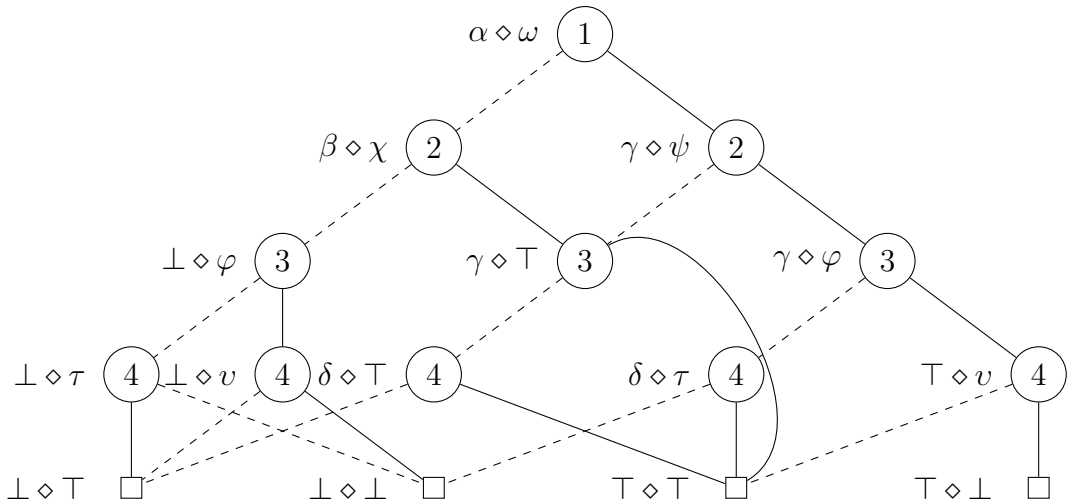 α ⋄ ω 1
β ⋄ χ 2 γ ⋄ ψ 2
⊥ ⋄ φ 3 γ ⋄ ⊤ 3 γ ⋄ φ 3
⊥ ⋄ τ 4 ⊥ ⋄ υ 4 δ ⋄ ⊤ 4 δ ⋄ τ 4 ⊤ ⋄ υ 4
⊥ ⋄ ⊤ ⊥ ⋄ ⊥ ⊤ ⋄ ⊤ ⊤ ⋄ ⊥